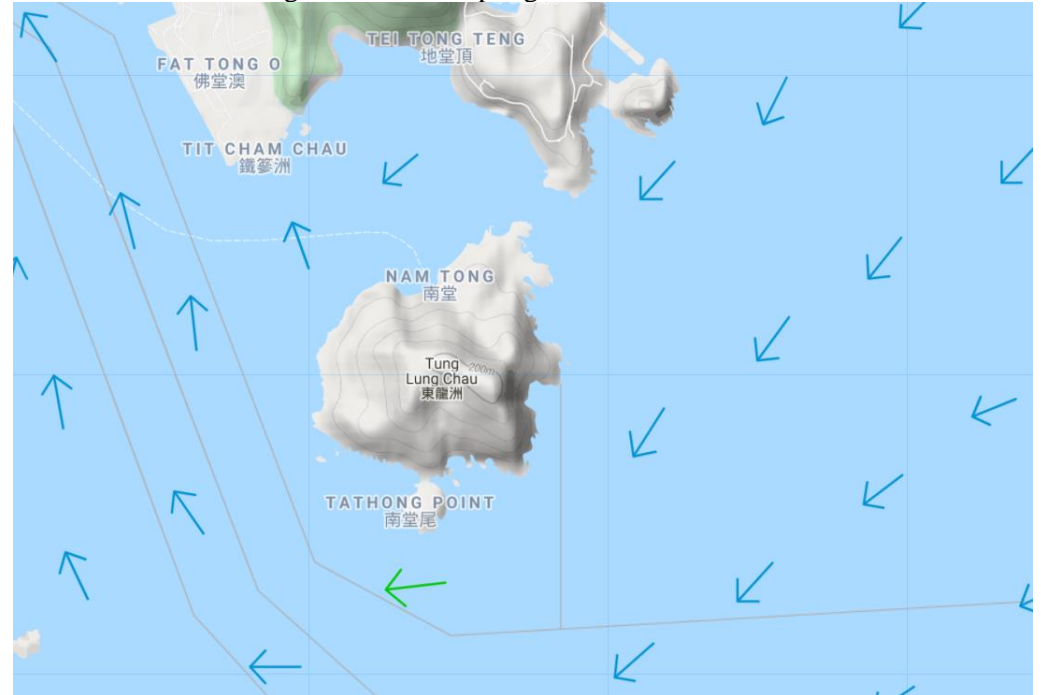 TEI TONG TENG
地堂頂
FAT TONG O
佛堂澳
TIT CHAM CHAU
鐵篸洲
NAM TONG
南堂
Tung
200m
Lung Chau
東龍洲
TATHONG POINT
南堂尾